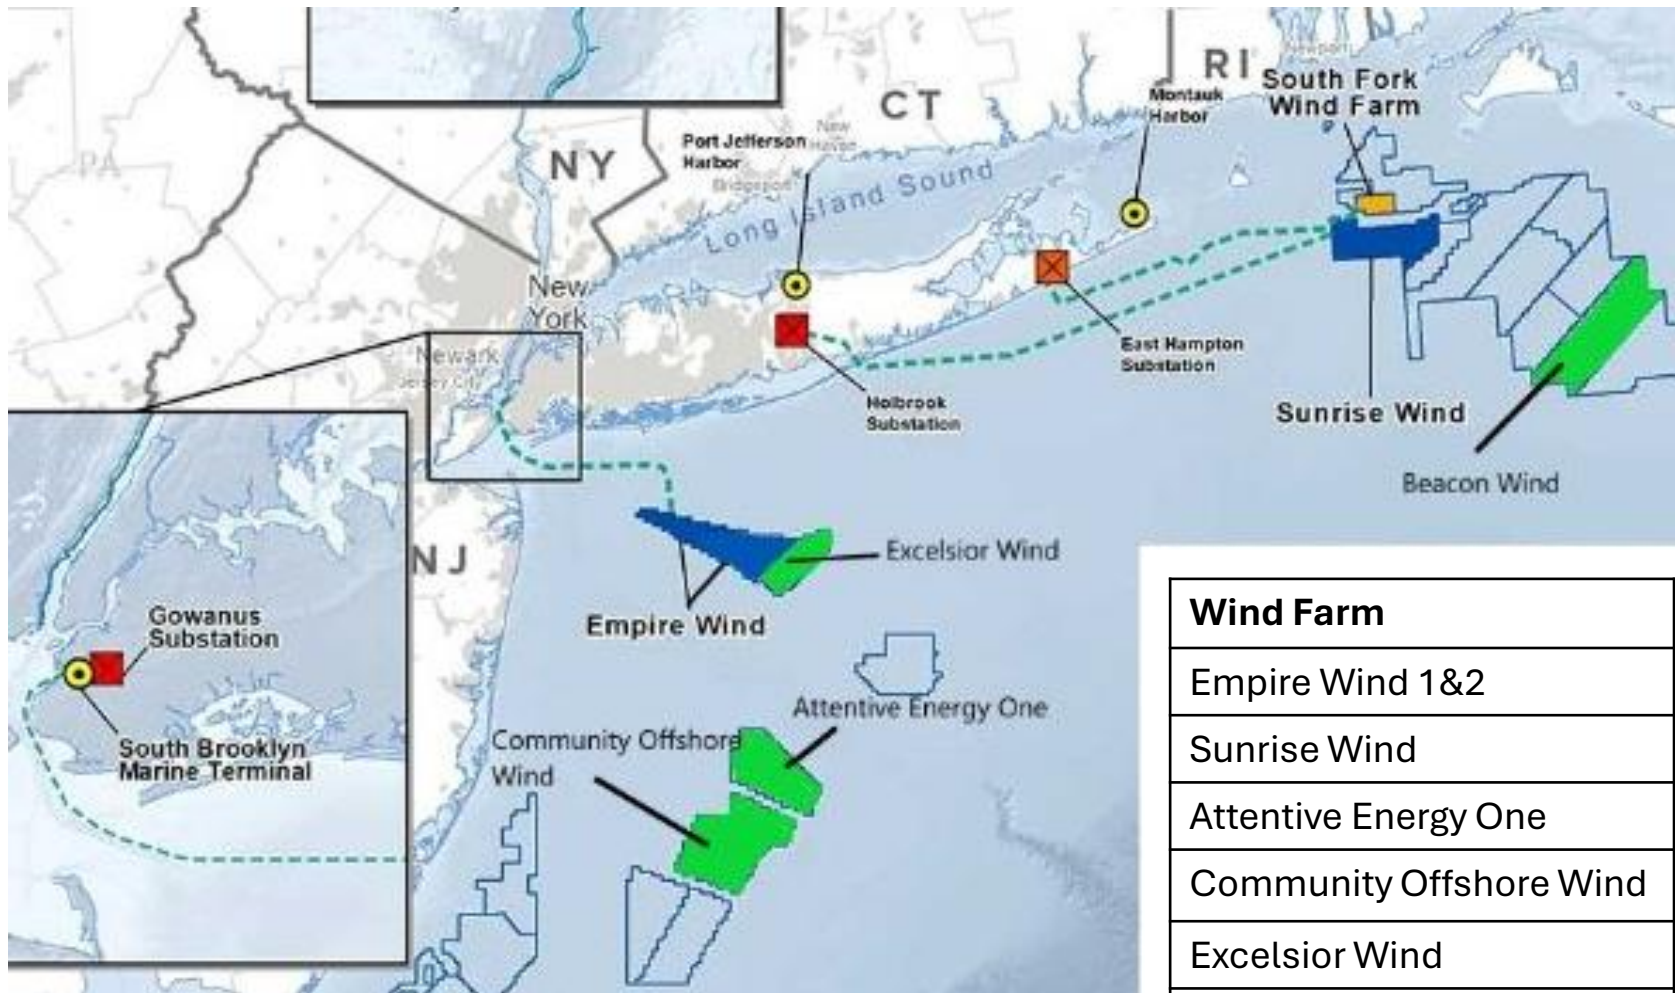 RI
Newport
South Fork
Wind Farm
CT
Montauk
Harbor
Port Jefferson
Harbor
New
Haven
Bridgeport
NY
PA
Long Island Sound
New
York
Newark
Jersey City
East Hampton
Substation
Holbrook
Substation
Sunrise Wind
Beacon Wind
NJ
Excelsior Wind
Empire Wind
Gowanus
Substation
South Brooklyn
Marine Terminal
Attentive Energy One
Community Offshore
Wind
Wind Farm
Empire Wind 1&2
Sunrise Wind
Attentive Energy One
Community Offshore Wind
Excelsior Wind